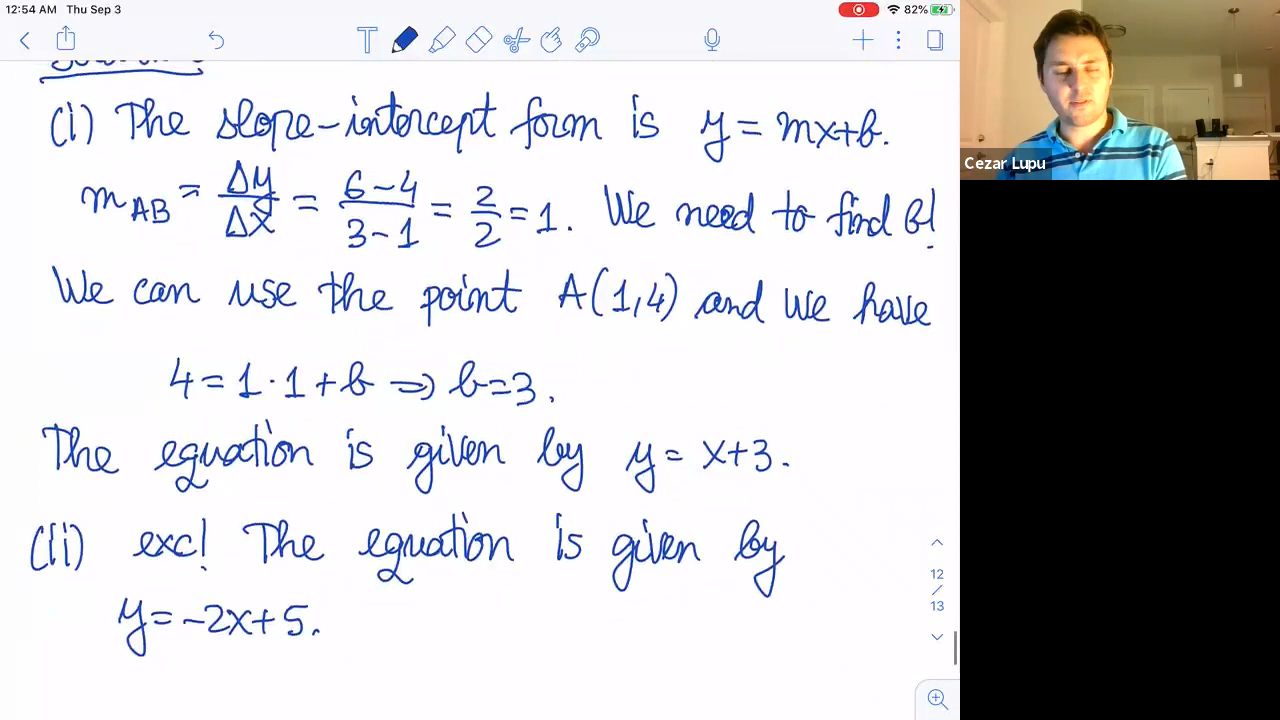 12:54 AM Thu Sep 3
82%
(i) The slope-intercept form is y = mx+b.
m_AB = Δy/Δx = (6-4)/(3-1) = 2/2 = 1. We need to find b!
We can use the point A(1,4) and we have
4 = 1·1 + b => b=3.
The equation is given by y = x+3.
(ii) exc! The equation is given by
y = -2x + 5.
12
/
13
Cezar Lupu